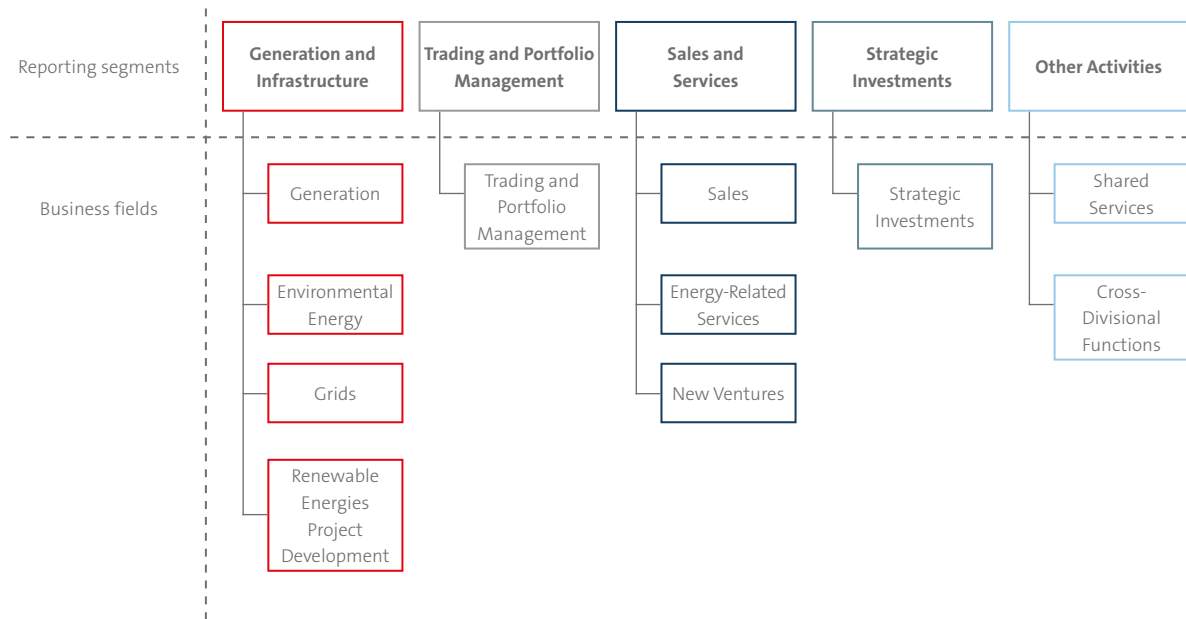 Reporting segments
Generation and
Infrastructure
Trading and Portfolio
Management
Sales and
Services
Strategic
Investments
Other Activities
Business fields
Generation
Environmental
Energy
Grids
Renewable
Energies
Project
Development
Trading and
Portfolio
Management
Sales
Energy-Related
Services
New Ventures
Strategic
Investments
Shared
Services
Cross-
Divisional
Functions